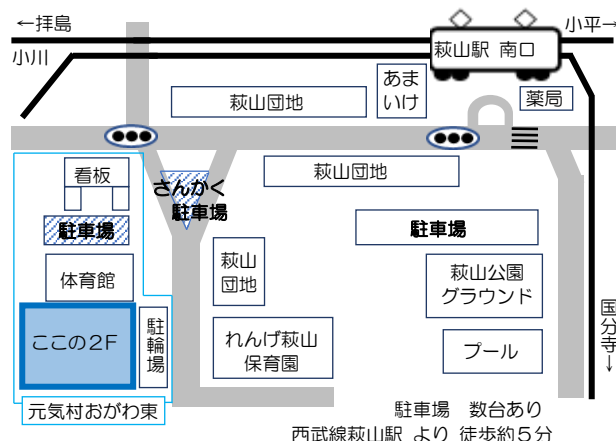 ←拝島
小平→
小川
萩山駅 南口
あま
いけ
薬局
萩山団地
萩山団地
看板
さんかく
駐車場
駐車場
駐車場
体育館
萩山
団地
萩山公園
グラウンド
ここの２F
駐
輪
場
れんげ萩山
保育園
プール
国
分
寺
↓
元気村おがわ東
駐車場 数台あり
西武線萩山駅 より 徒歩約５分